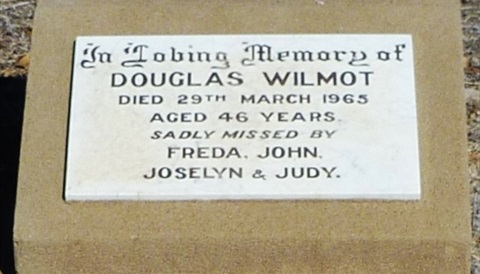 In Loving Memory of
DOUGLAS WILMOT
DIED 29TH MARCH 1965
AGED 46 YEARS.
SADLY MISSED BY
FREDA, JOHN,
JOSELYN & JUDY.